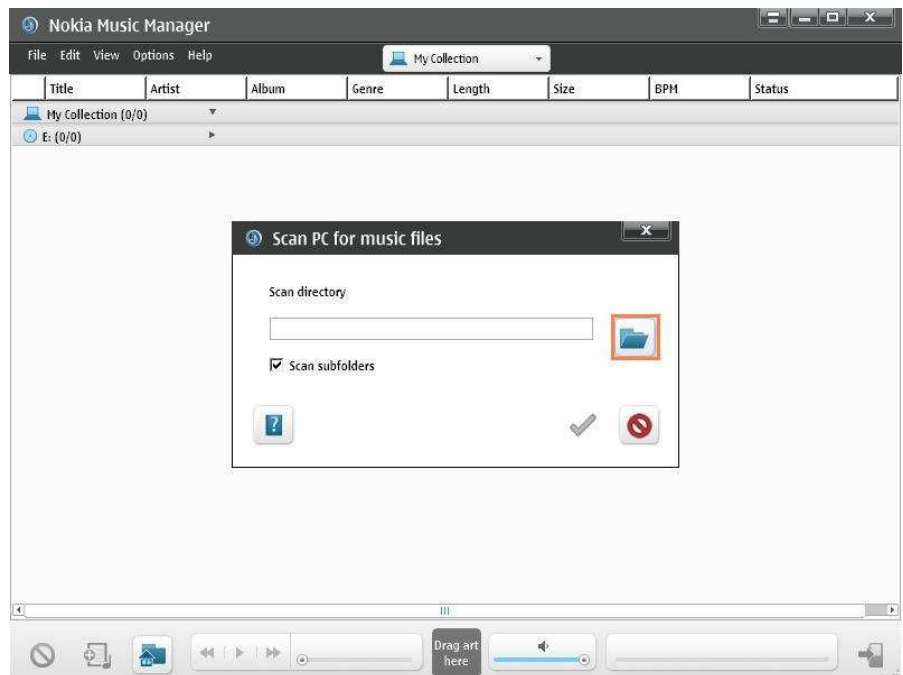 Nokia Music Manager
File Edit View Options Help
My Collection
Title Artist Album Genre Length Size BPM Status
My Collection (0/0)
E: (0/0)
Scan PC for music files
Scan directory
Scan subfolders
Drag art
here